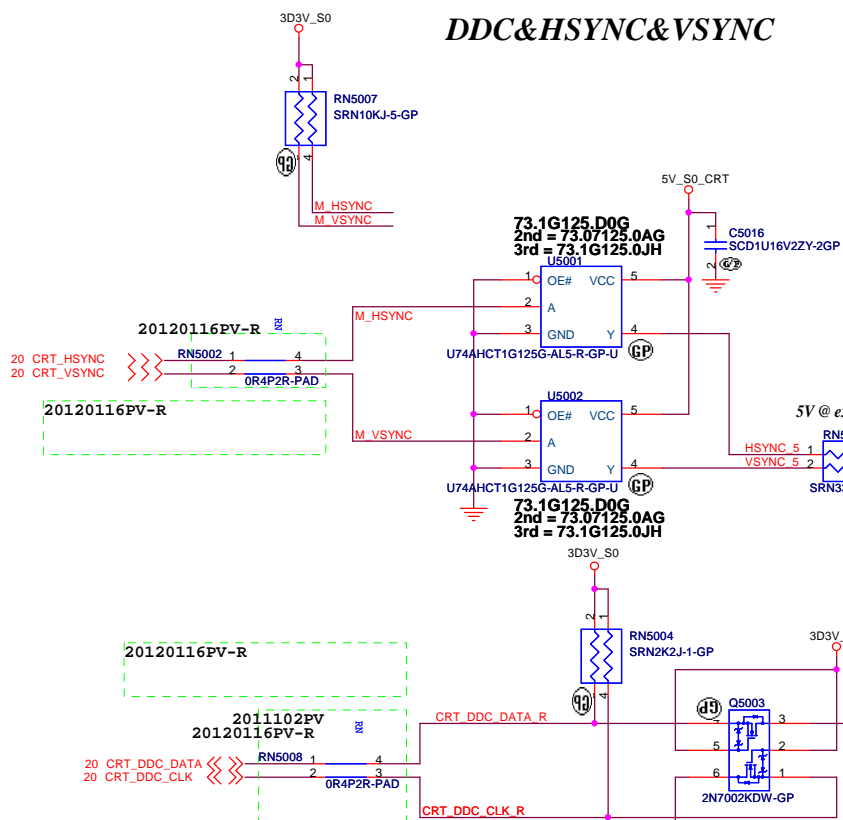 3D3V_S0
DDC&HSYNC&VSYNC
2 1
RN5007
SRN10KJ-5-GP
GP
4
M_HSYNC
M_VSYNC
5V_S0_CRT
73.1G125.D0G
2nd = 73.07125.0AG
3rd = 73.1G125.0JH
1
C5016
SCD1U16V2ZY-2GP
2 GP
U5001
1 OE# VCC 5
2 A
3 GND Y 4
U74AHCT1G125G-AL5-R-GP-U
GP
M_HSYNC
20120116PV-R
RN
20 CRT_HSYNC
20 CRT_VSYNC
RN5002
1 4
2 3
0R4P2R-PAD
20120116PV-R
M_VSYNC
U5002
1 OE# VCC 5
2 A
3 GND Y 4
U74AHCT1G125G-AL5-R-GP-U
GP
5V @ e
RN5
HSYNC_5 1
VSYNC_5 2
SRN33
73.1G125.D0G
2nd = 73.07125.0AG
3rd = 73.1G125.0JH
3D3V_S0
2 1
RN5004
SRN2K2J-1-GP
GP
4
3D3V_
20120116PV-R
2011102PV
20120116PV-R
RN
20 CRT_DDC_DATA
20 CRT_DDC_CLK
RN5008
1 4
2 3
0R4P2R-PAD
CRT_DDC_DATA_R
CRT_DDC_CLK_R
GP
Q5003
3
5 2
6 1
2N7002KDW-GP